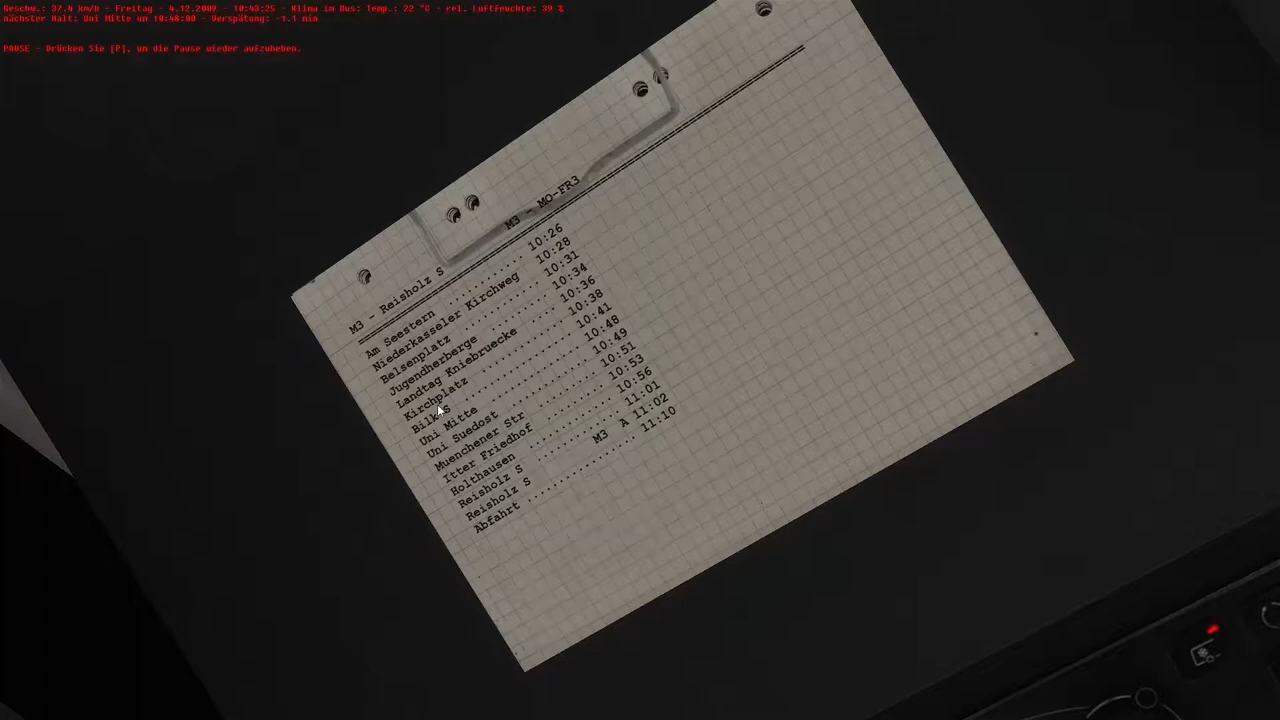 Geschw.: 37.4 km/h - Freitag - 4.12.2009 - 10:43:25 - Klima im Bus: Temp.: 22 °C - rel. Luftfeuchte: 39 %
nächster Halt: Uni Mitte um 10:48:00 - Verspätung: -1.1 min
PAUSE - Drücken Sie [P], um die Pause wieder aufzuheben.
M3 - MO-FR3
M3 - Reisholz S
Am Seestern .......... 10:26
Niederkasseler Kirchweg 10:28
Belsenplatz .......... 10:31
Jugendherberge ....... 10:34
Landtag Kniebruecke .. 10:36
Kirchplatz ........... 10:38
Bilk S ............... 10:41
Uni Mitte ............ 10:48
Uni Suedost .......... 10:49
Muenchener Str ....... 10:51
Itter Friedhof ....... 10:53
Holthausen ........... 10:56
Reisholz S ........... 11:01
Reisholz S M3 A 11:02
Abfahrt .............. 11:10